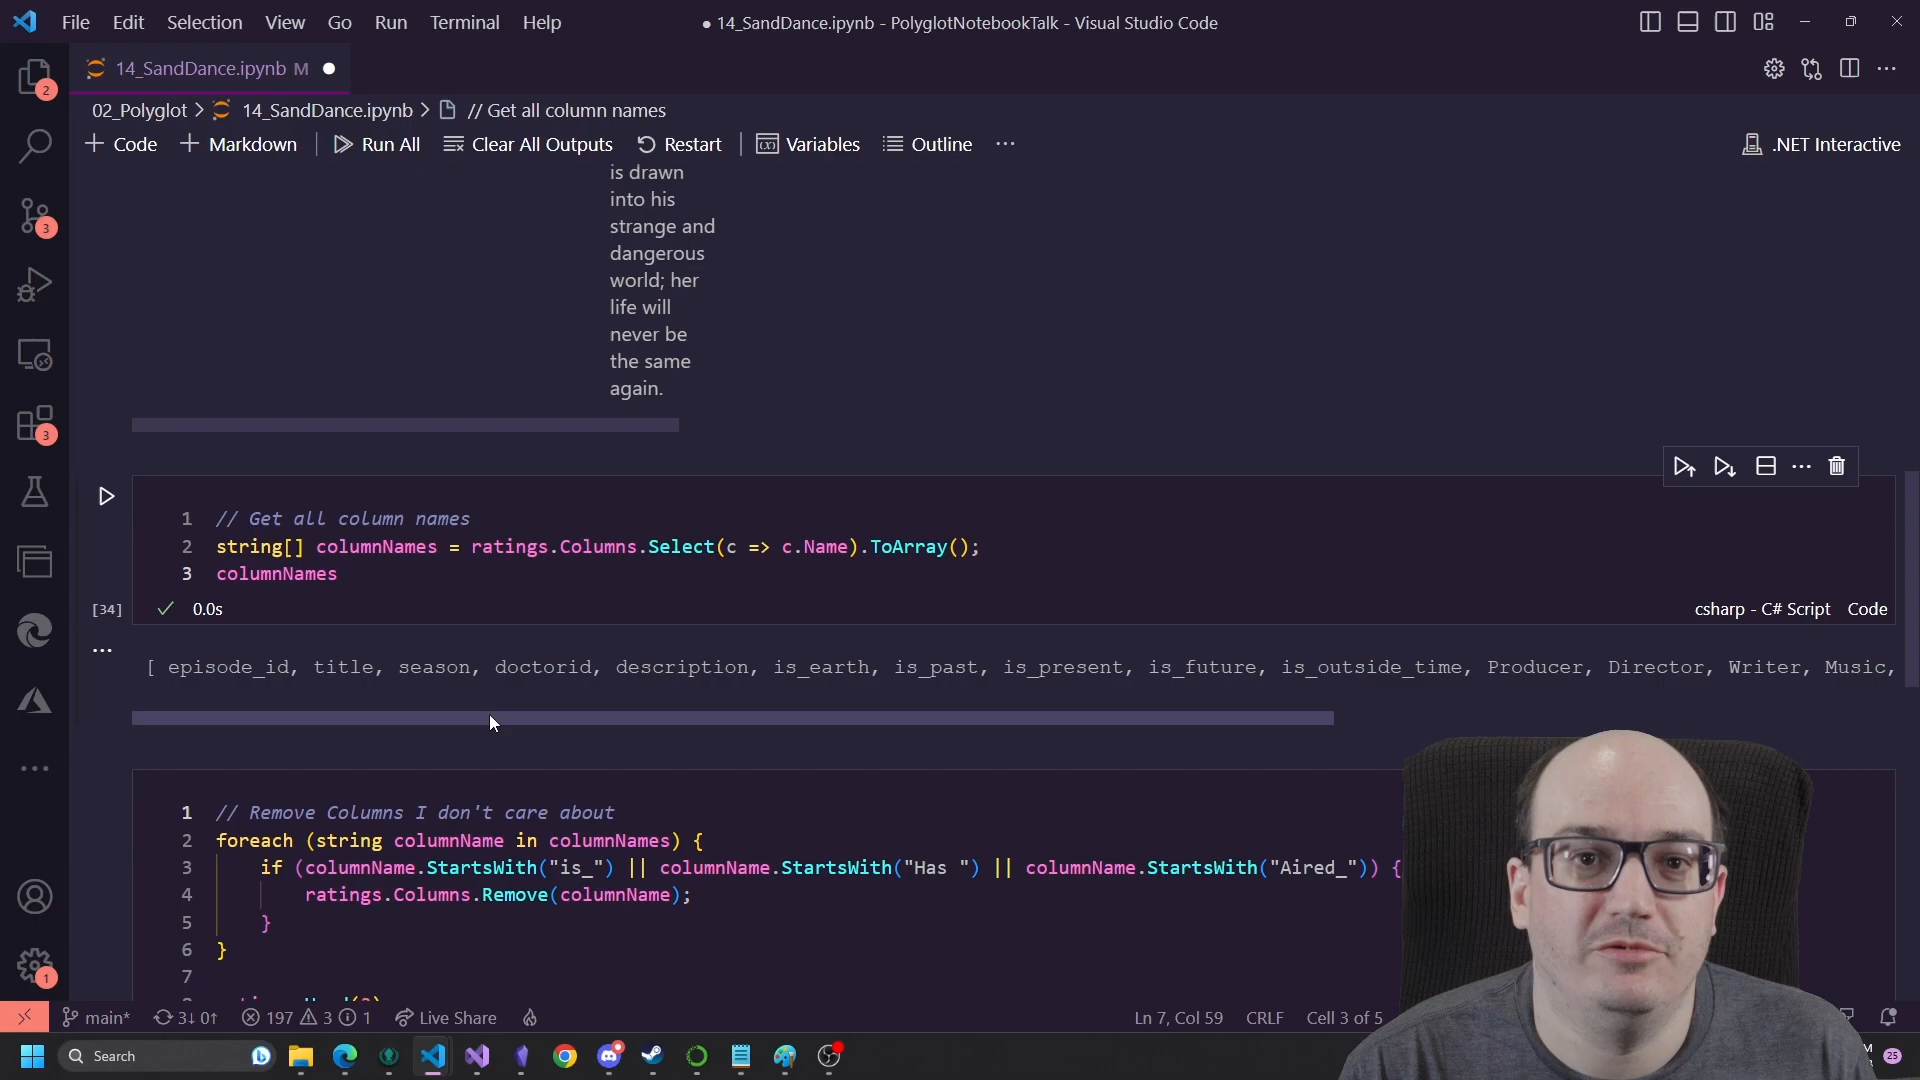 File Edit Selection View Go Run Terminal Help
● 14_SandDance.ipynb - PolyglotNotebookTalk - Visual Studio Code
14_SandDance.ipynb M
02_Polyglot > 14_SandDance.ipynb > // Get all column names
+ Code + Markdown Run All Clear All Outputs Restart Variables Outline ... .NET Interactive
is drawn
into his
strange and
dangerous
world; her
life will
never be
the same
again.
1 // Get all column names
2 string[] columnNames = ratings.Columns.Select(c => c.Name).ToArray();
3 columnNames
[34] ✓ 0.0s csharp - C# Script Code
[ episode_id, title, season, doctorid, description, is_earth, is_past, is_present, is_future, is_outside_time, Producer, Director, Writer, Music,
1 // Remove Columns I don't care about
2 foreach (string columnName in columnNames) {
3 if (columnName.StartsWith("is_") || columnName.StartsWith("Has ") || columnName.StartsWith("Aired_")) {
4 ratings.Columns.Remove(columnName);
5 }
6 }
7
main* 3↓ 0↑ 197 3 1 Live Share Ln 7, Col 59 CRLF Cell 3 of 5
Search 25
2
3
3
1